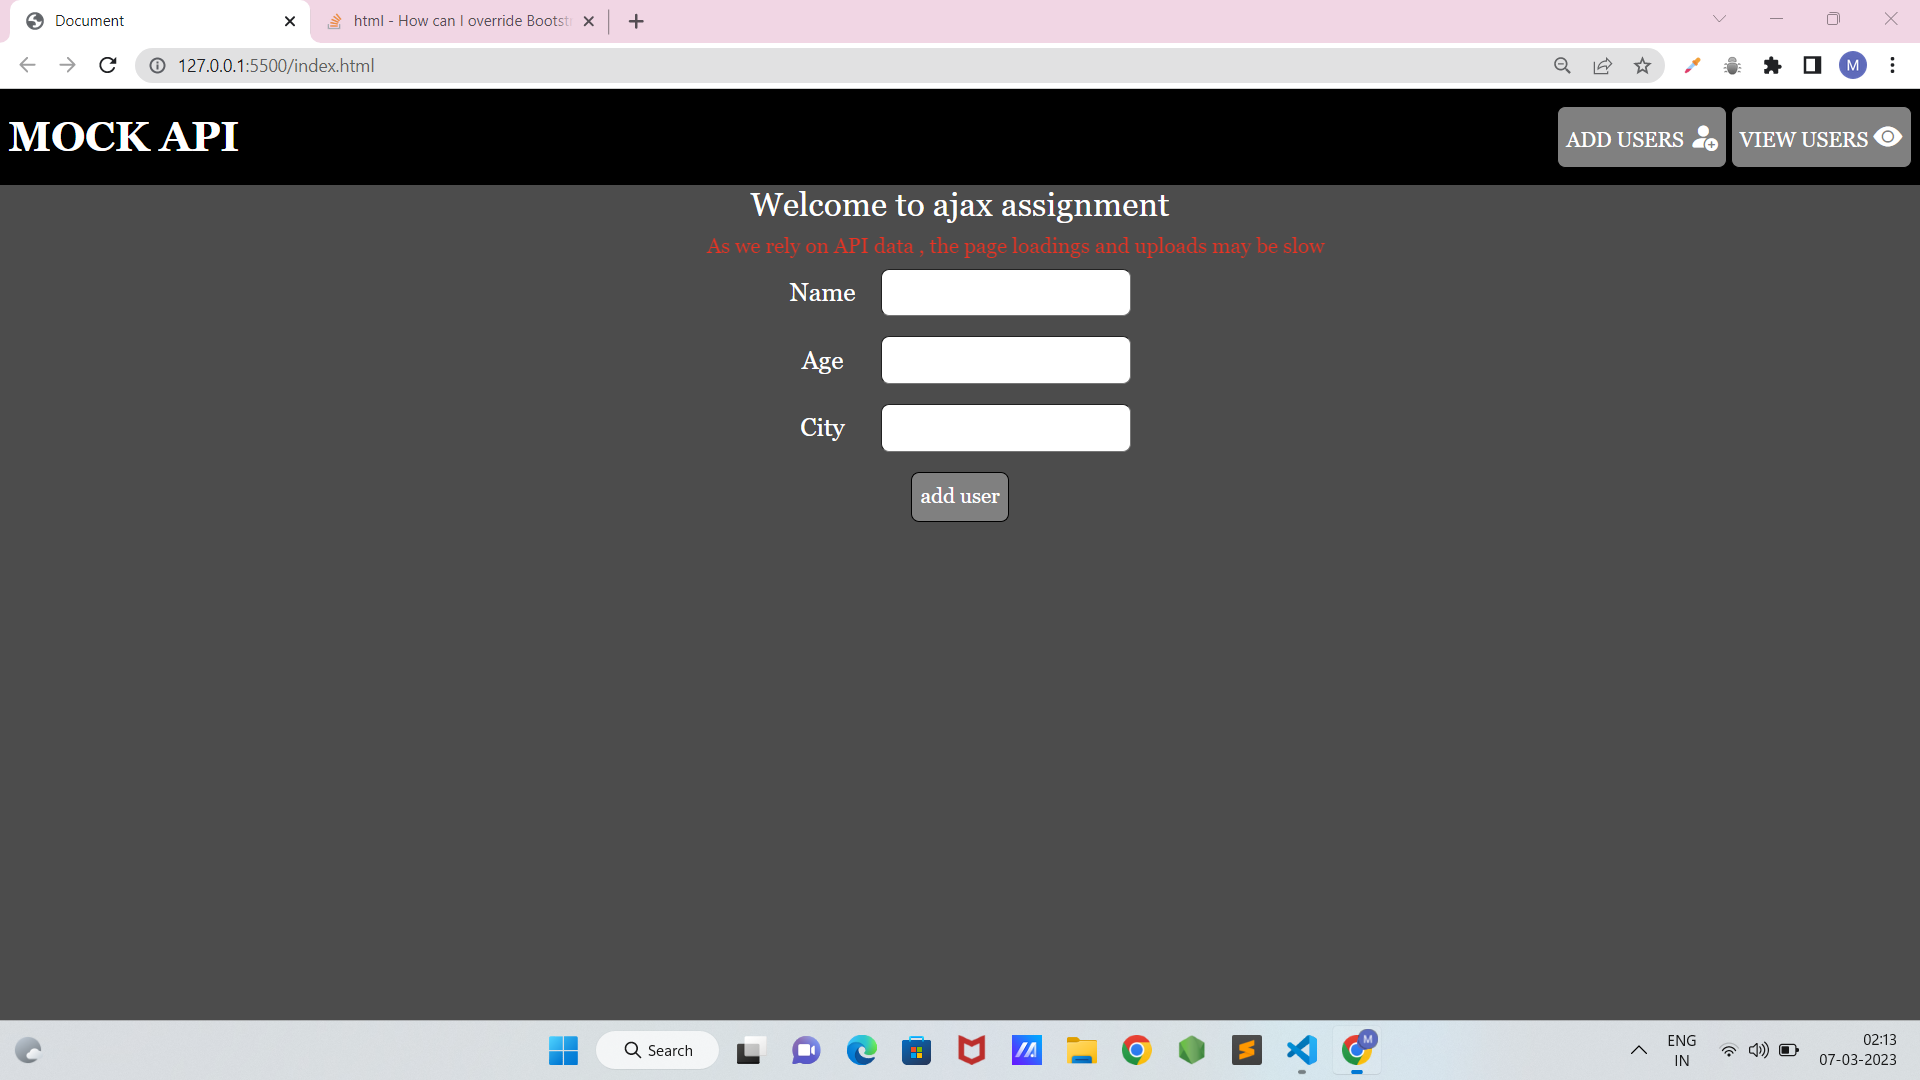 Document
html - How can I override Bootst
127.0.0.1:5500/index.html
M
MOCK API
ADD USERS
VIEW USERS
Welcome to ajax assignment
As we rely on API data , the page loadings and uploads may be slow
Name
Age
City
add user
Search
M
ENG
IN
02:13
07-03-2023